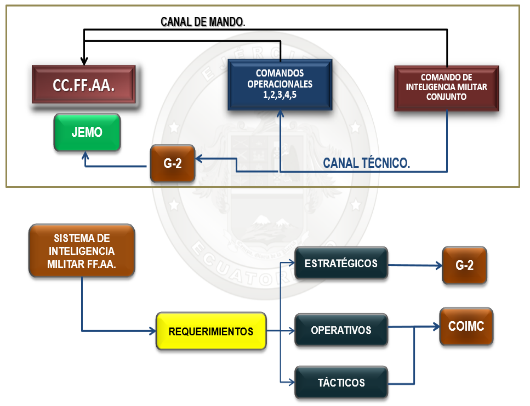 CANAL DE MANDO.
CC.FF.AA.
COMANDOS
OPERACIONALES
1,2,3,4,5
COMANDO DE
INTELIGENCIA MILITAR
CONJUNTO
JEMO
G-2
CANAL TÉCNICO.
SISTEMA DE
INTELIGENCIA
MILITAR FF.AA.
REQUERIMIENTOS
ESTRATÉGICOS
G-2
OPERATIVOS
COIMC
TÁCTICOS